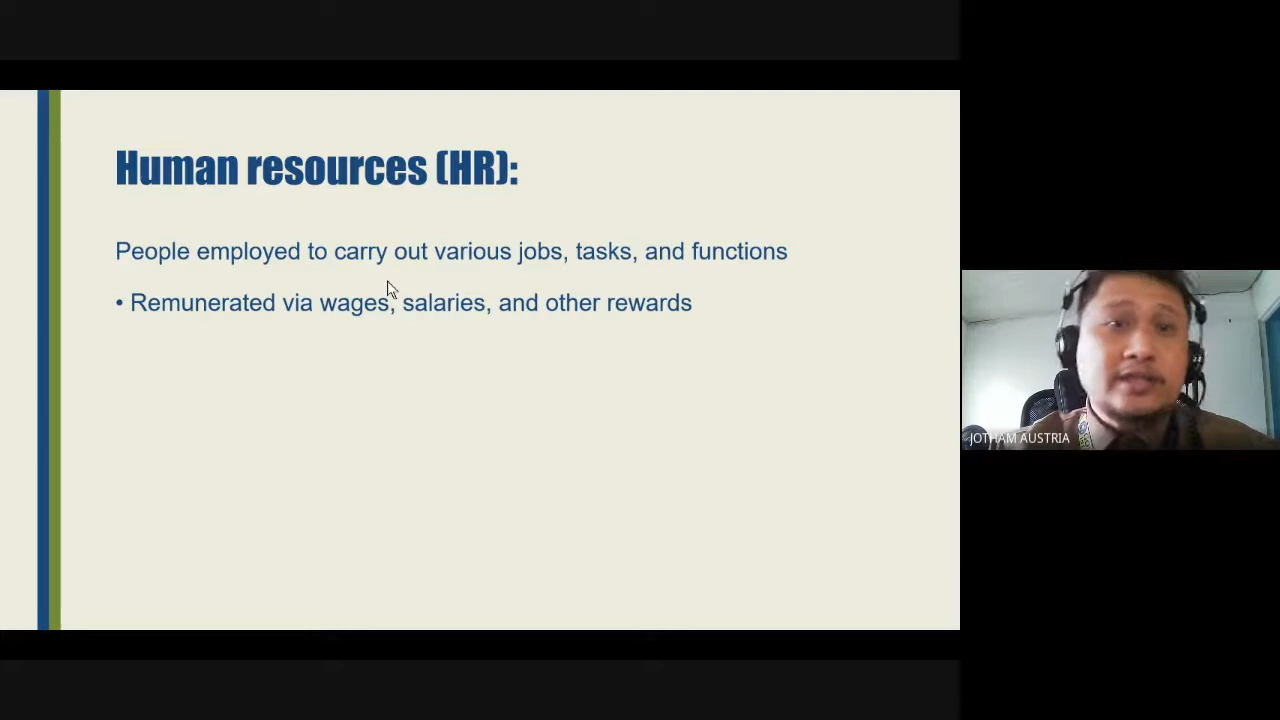 Human resources (HR):
People employed to carry out various jobs, tasks, and functions
• Remunerated via wages, salaries, and other rewards
JOTHAM AUSTRIA